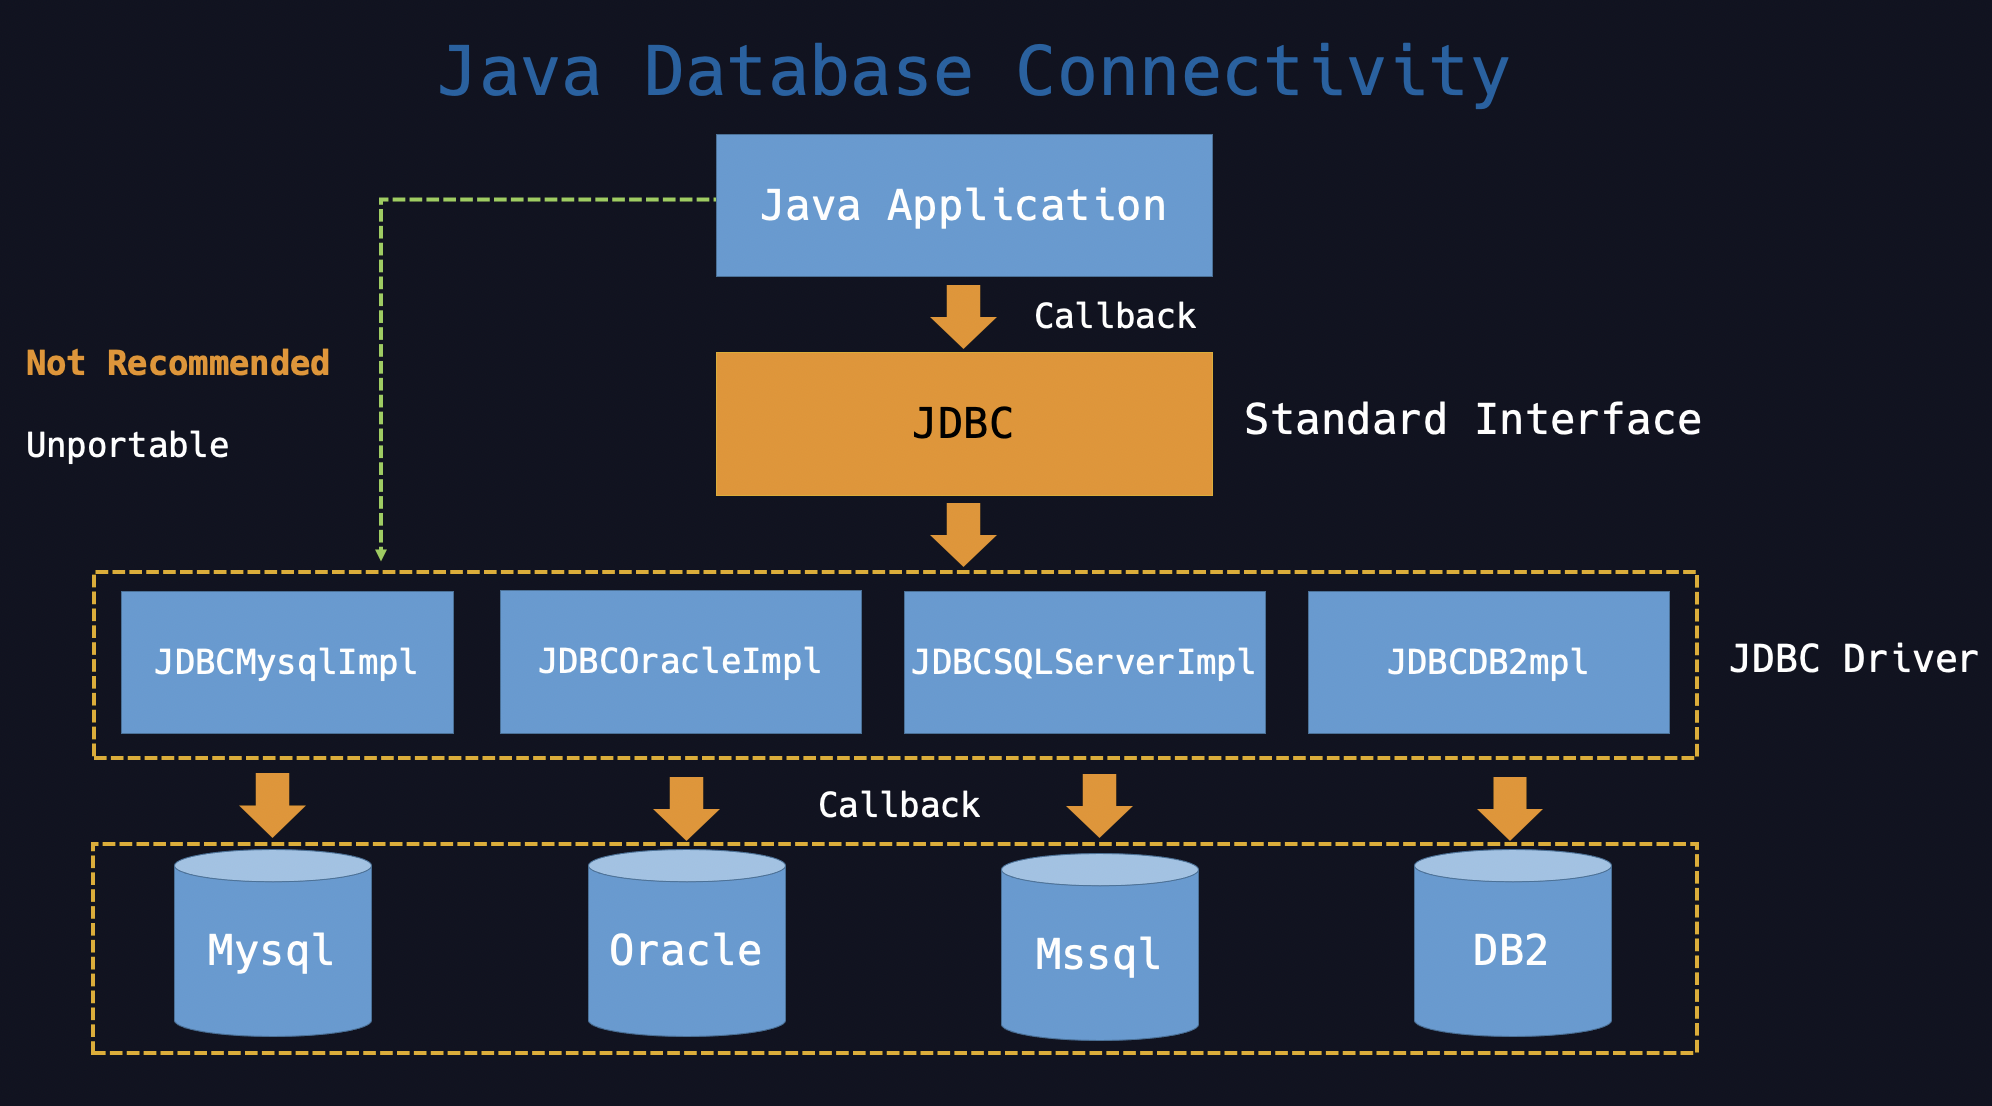 Java Database Connectivity
Java Application
Callback
Not Recommended
JDBC
Standard Interface
Unportable
JDBCMysqlImpl
JDBCOracleImpl
JDBCSQLServerImpl
JDBCDB2mpl
JDBC Driver
Callback
Mysql
Oracle
Mssql
DB2